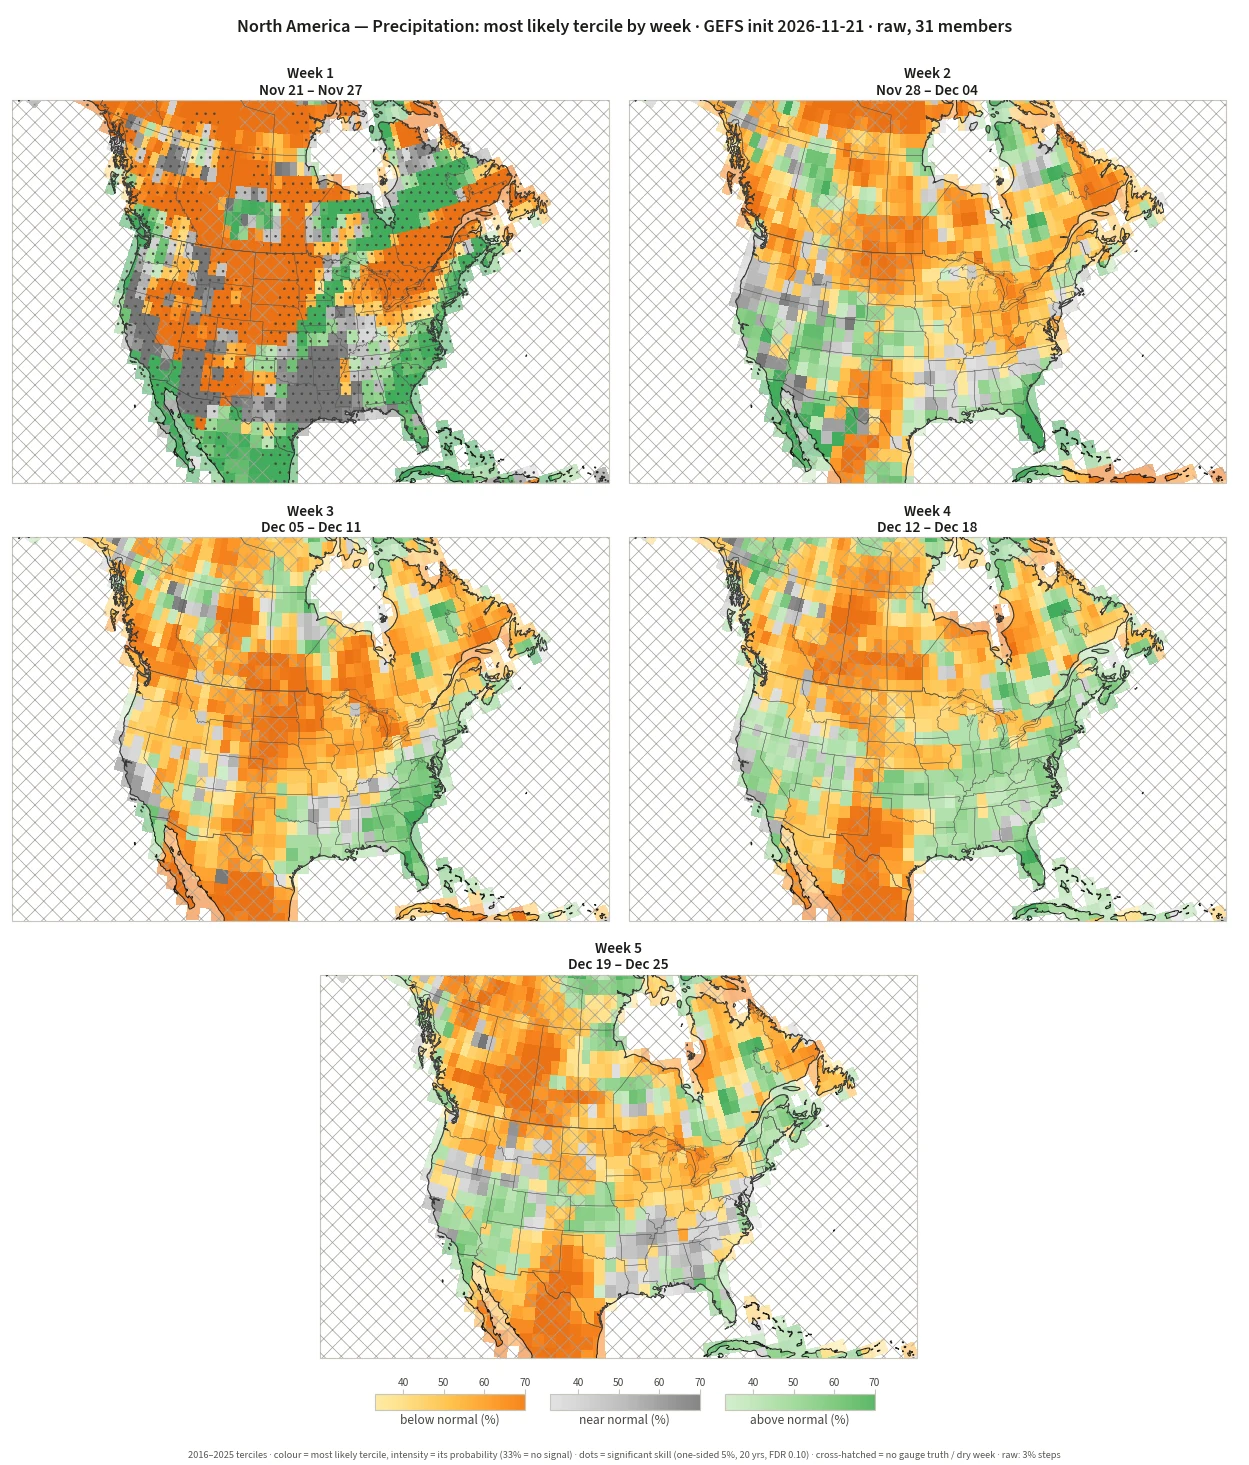 North America — Precipitation: most likely tercile by week · GEFS init 2026-11-21 · raw, 31 members
Week 1
Nov 21 – Nov 27
Week 2
Nov 28 – Dec 04
Week 3
Dec 05 – Dec 11
Week 4
Dec 12 – Dec 18
Week 5
Dec 19 – Dec 25
40 50 60 70
40 50 60 70
40 50 60 70
below normal (%)
near normal (%)
above normal (%)
2016–2025 terciles · colour = most likely tercile, intensity = its probability (33% = no signal) · dots = significant skill (one-sided 5%, 20 yrs, FDR 0.10) · cross-hatched = no gauge truth / dry week · raw: 3% steps